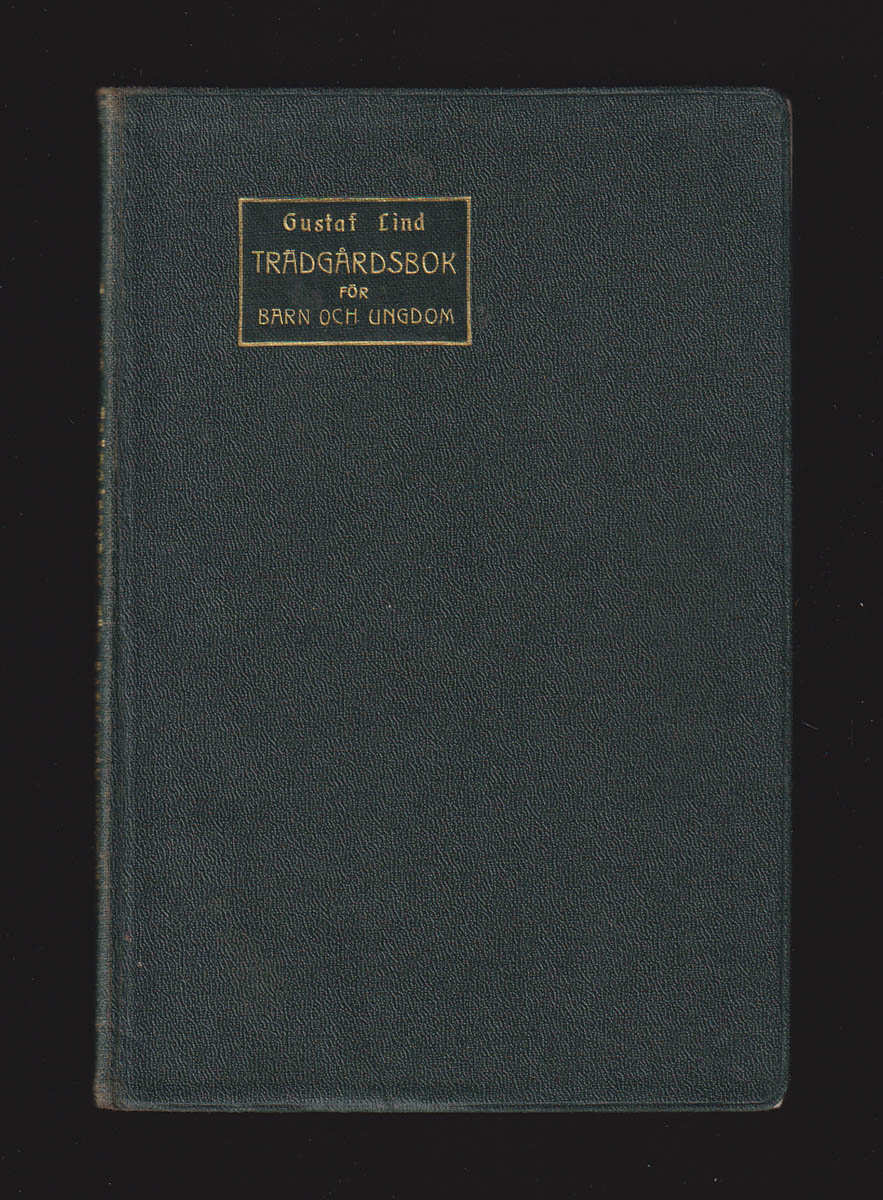 Gustaf Lind
TRÄDGÅRDSBOK
FÖR
BARN OCH UNGDOM